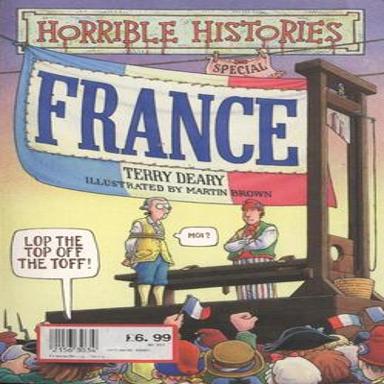 HORRIBLE HISTORIES
SPECIAL
FRANCE
TERRY DEARY
ILLUSTRATED BY MARTIN BROWN
MOI?
LOP THE
TOP OFF
THE TOFF!
£6.99